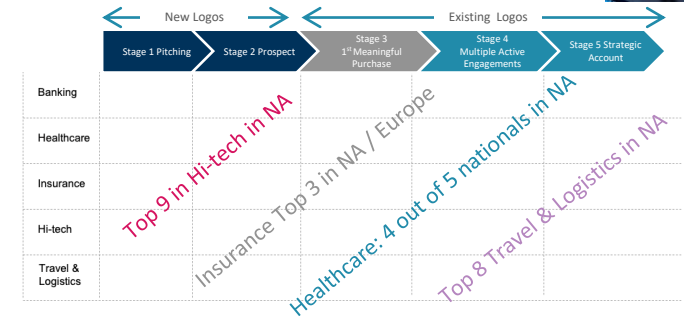 New Logos
Existing Logos
Stage 1 Pitching
Stage 2 Prospect
Stage 3
1st Meaningful
Purchase
Stage 4
Multiple Active
Engagements
Stage 5 Strategic
Account
Banking
Healthcare
Insurance
Hi-tech
Travel &
Logistics
Top 9 in Hi-tech in NA
Insurance Top 3 in NA / Europe
Healthcare: 4 out of 5 nationals in NA
Top 8 Travel & Logistics in NA